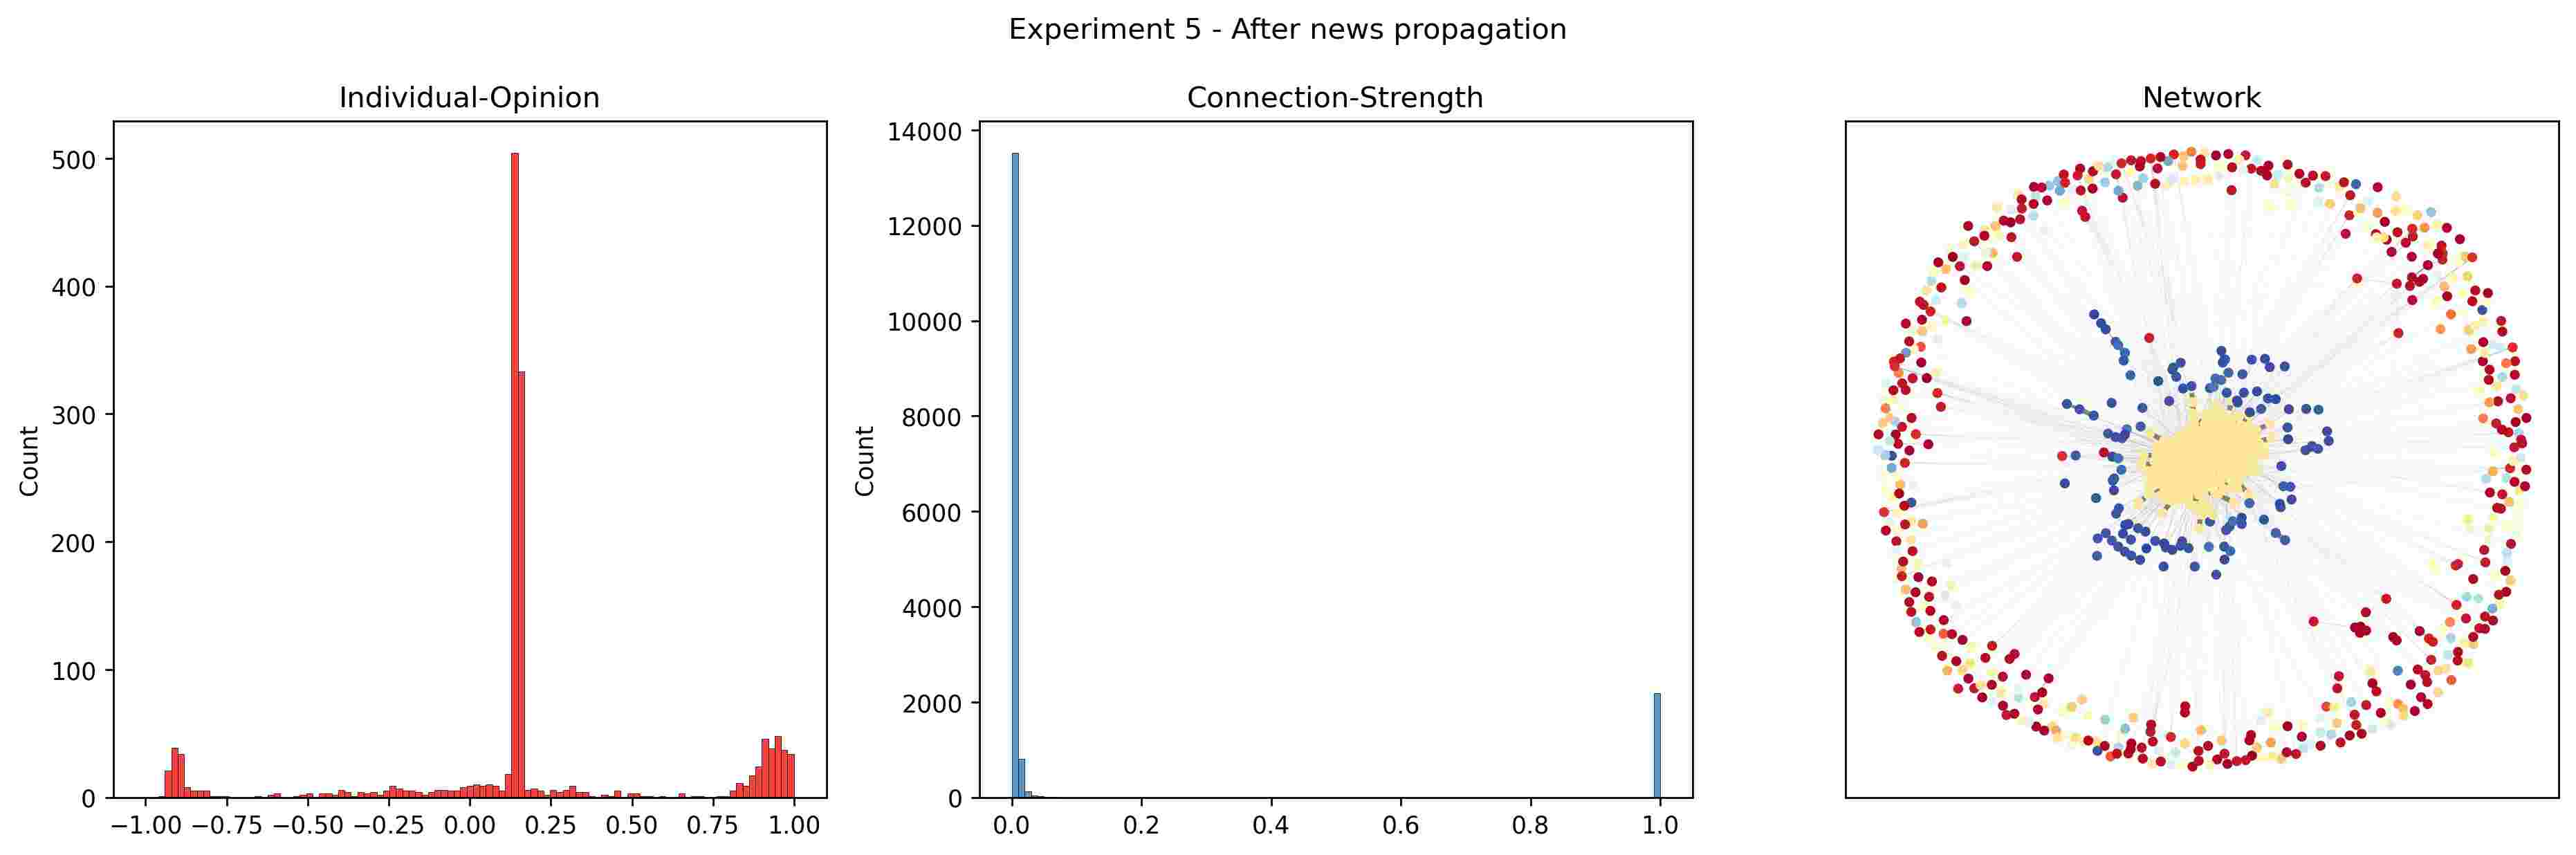 Experiment 5 - After news propagation
Individual-Opinion
Count
500
400
300
200
100
0
−1.00 −0.75 −0.50 −0.25 0.00 0.25 0.50 0.75 1.00
Connection-Strength
Count
14000
12000
10000
8000
6000
4000
2000
0
0.0 0.2 0.4 0.6 0.8 1.0
Network